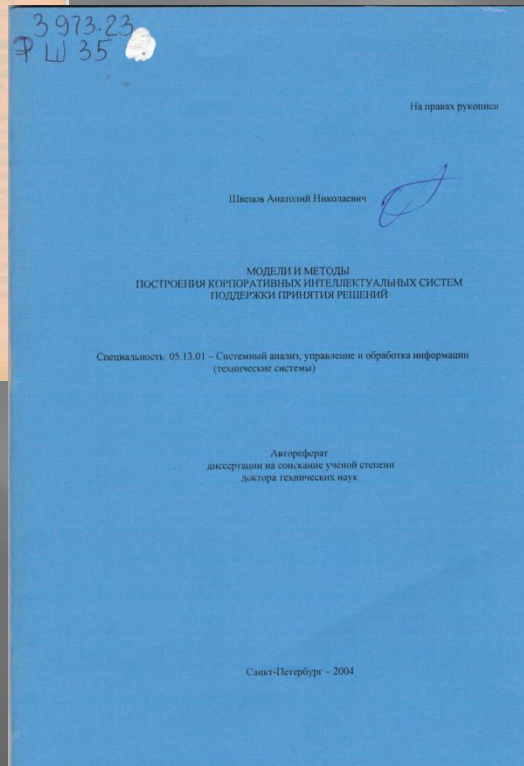 3 973.23
Р Ш 35
На правах рукописи
Швецов Анатолий Николаевич
МОДЕЛИ И МЕТОДЫ
ПОСТРОЕНИЯ КОРПОРАТИВНЫХ ИНТЕЛЛЕКТУАЛЬНЫХ СИСТЕМ
ПОДДЕРЖКИ ПРИНЯТИЯ РЕШЕНИЙ
Специальность: 05.13.01 – Системный анализ, управление и обработка информации
(технические системы)
Автореферат
диссертации на соискание ученой степени
доктора технических наук
Санкт-Петербург – 2004